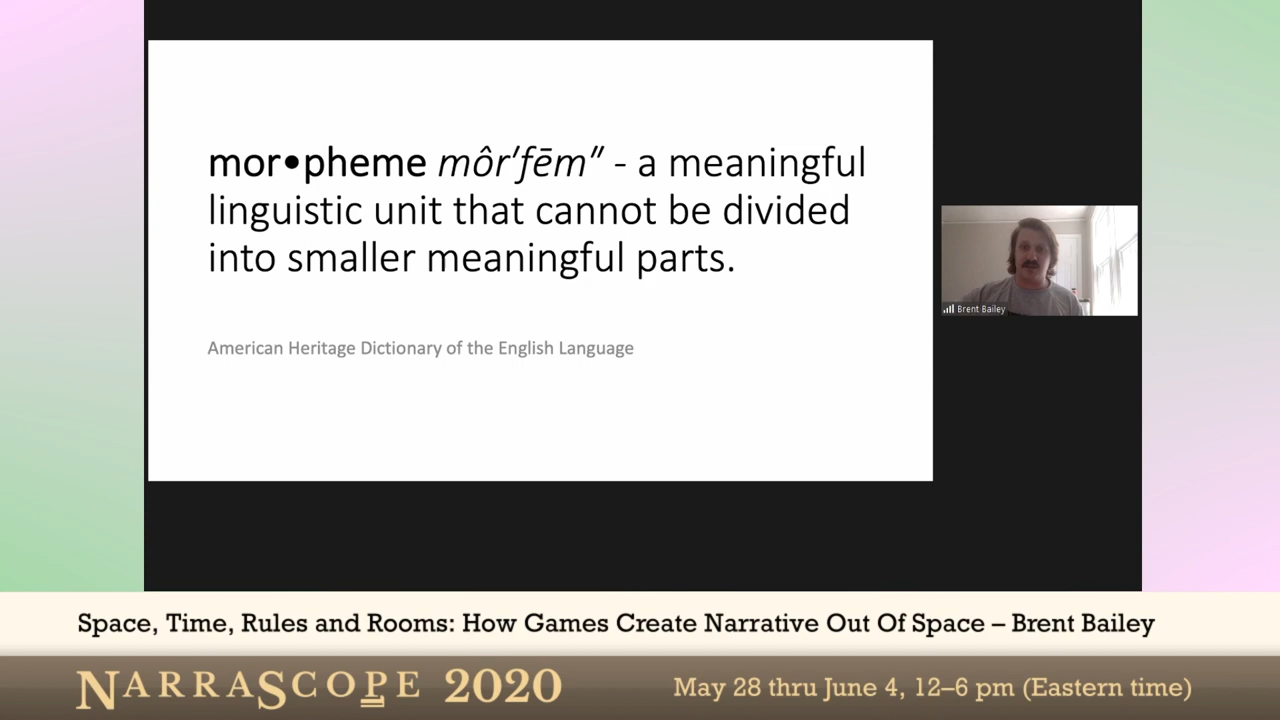 mor•pheme môr′fēm″ - a meaningful
linguistic unit that cannot be divided
into smaller meaningful parts.
American Heritage Dictionary of the English Language
Brent Bailey
Space, Time, Rules and Rooms: How Games Create Narrative Out Of Space – Brent Bailey
NARRASCOPE 2020
May 28 thru June 4, 12–6 pm (Eastern time)